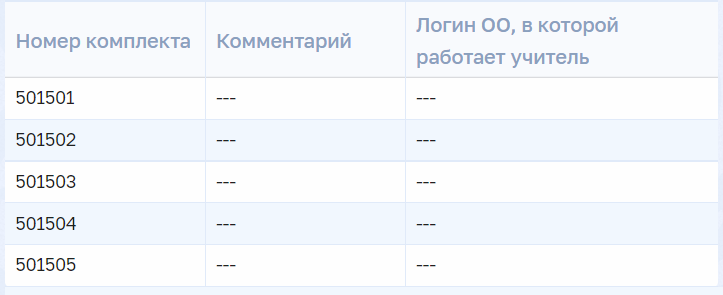 Номер комплекта Комментарий Логин ОО, в которой
работает учитель
501501 --- ---
501502 --- ---
501503 --- ---
501504 --- ---
501505 --- ---